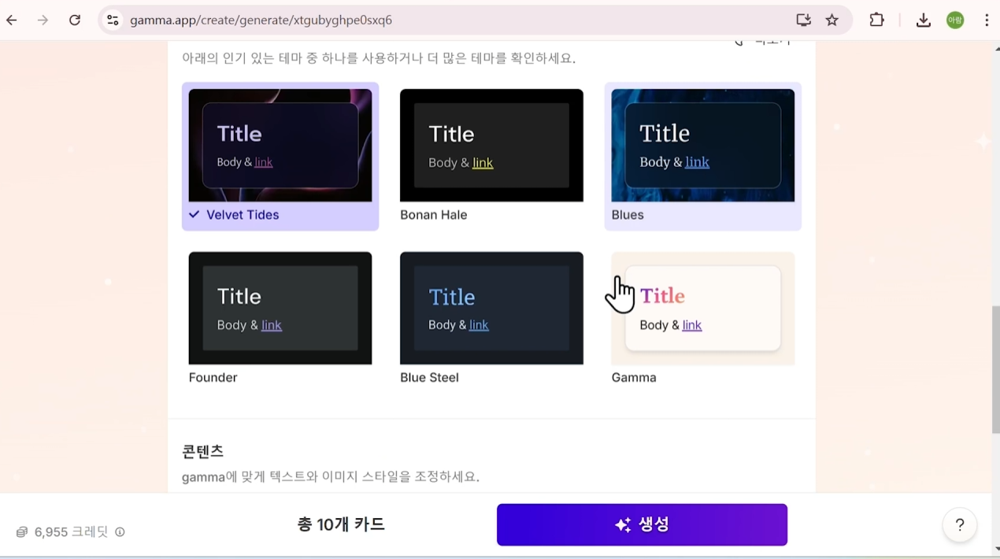 gamma.app/create/generate/xtgubyghpe0sxq6
아람
아래의 인기 있는 테마 중 하나를 사용하거나 더 많은 테마를 확인하세요.
Title
Body & link
Title
Body & link
Title
Body & link
Velvet Tides
Bonan Hale
Blues
Title
Body & link
Title
Body & link
Title
Body & link
Founder
Blue Steel
Gamma
콘텐츠
gamma에 맞게 텍스트와 이미지 스타일을 조정하세요.
6,955 크레딧
총 10개 카드
생성
?